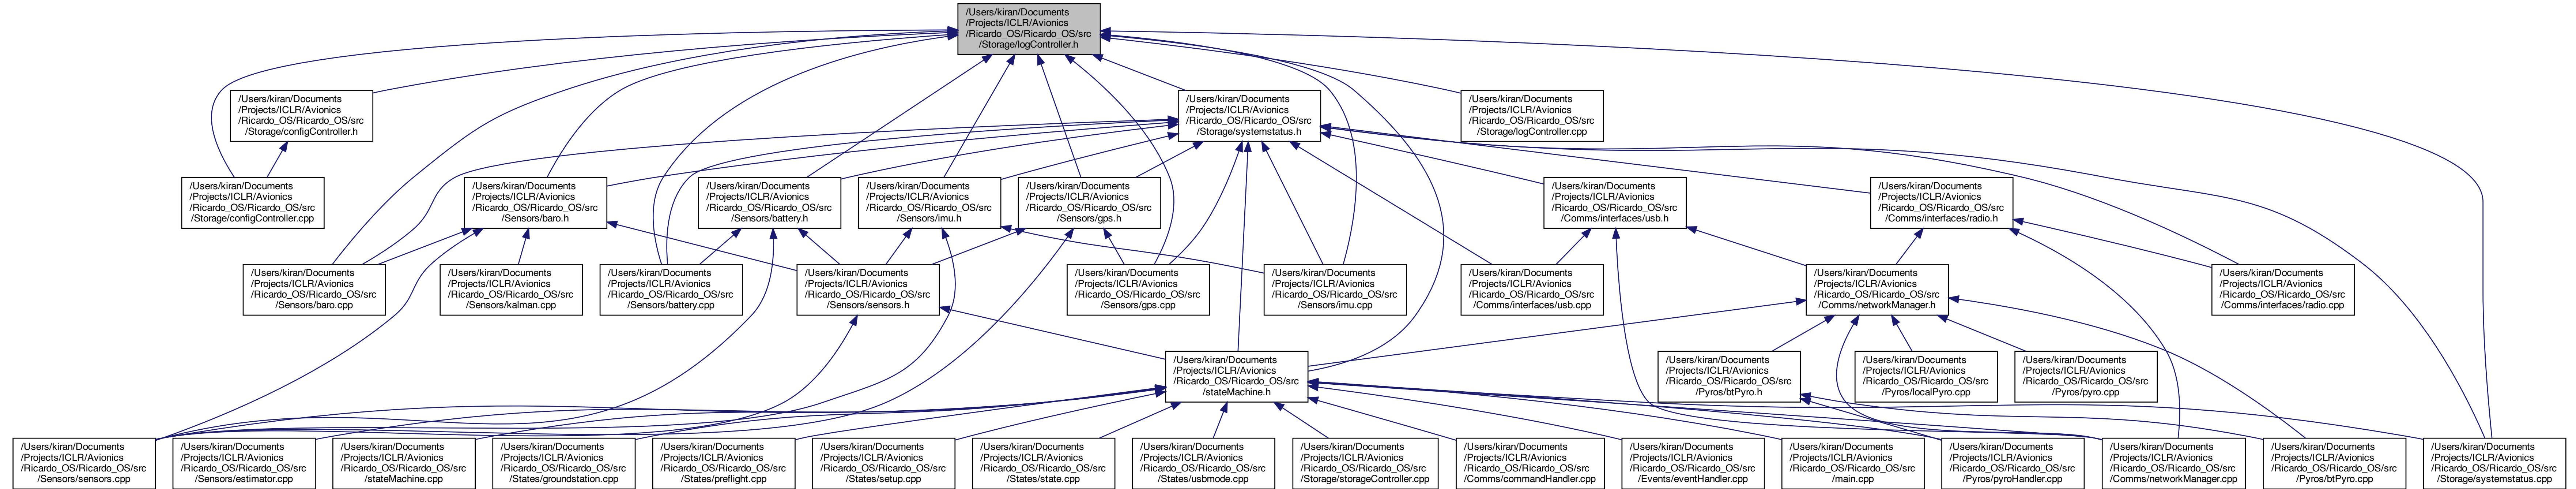 /Users/kiran/Documents
/Projects/ICLR/Avionics
/Ricardo_OS/Ricardo_OS/src
/Storage/logController.h
/Users/kiran/Documents
/Projects/ICLR/Avionics
/Ricardo_OS/Ricardo_OS/src
/Storage/configController.h
/Users/kiran/Documents
/Projects/ICLR/Avionics
/Ricardo_OS/Ricardo_OS/src
/Storage/systemstatus.h
/Users/kiran/Documents
/Projects/ICLR/Avionics
/Ricardo_OS/Ricardo_OS/src
/Storage/logController.cpp
/Users/kiran/Documents
/Projects/ICLR/Avionics
/Ricardo_OS/Ricardo_OS/src
/Storage/configController.cpp
/Users/kiran/Documents
/Projects/ICLR/Avionics
/Ricardo_OS/Ricardo_OS/src
/Sensors/baro.h
/Users/kiran/Documents
/Projects/ICLR/Avionics
/Ricardo_OS/Ricardo_OS/src
/Sensors/battery.h
/Users/kiran/Documents
/Projects/ICLR/Avionics
/Ricardo_OS/Ricardo_OS/src
/Sensors/imu.h
/Users/kiran/Documents
/Projects/ICLR/Avionics
/Ricardo_OS/Ricardo_OS/src
/Sensors/gps.h
/Users/kiran/Documents
/Projects/ICLR/Avionics
/Ricardo_OS/Ricardo_OS/src
/Comms/interfaces/usb.h
/Users/kiran/Documents
/Projects/ICLR/Avionics
/Ricardo_OS/Ricardo_OS/src
/Comms/interfaces/radio.h
/Users/kiran/Documents
/Projects/ICLR/Avionics
/Ricardo_OS/Ricardo_OS/src
/Sensors/baro.cpp
/Users/kiran/Documents
/Projects/ICLR/Avionics
/Ricardo_OS/Ricardo_OS/src
/Sensors/kalman.cpp
/Users/kiran/Documents
/Projects/ICLR/Avionics
/Ricardo_OS/Ricardo_OS/src
/Sensors/battery.cpp
/Users/kiran/Documents
/Projects/ICLR/Avionics
/Ricardo_OS/Ricardo_OS/src
/Sensors/sensors.h
/Users/kiran/Documents
/Projects/ICLR/Avionics
/Ricardo_OS/Ricardo_OS/src
/Sensors/gps.cpp
/Users/kiran/Documents
/Projects/ICLR/Avionics
/Ricardo_OS/Ricardo_OS/src
/Sensors/imu.cpp
/Users/kiran/Documents
/Projects/ICLR/Avionics
/Ricardo_OS/Ricardo_OS/src
/Comms/interfaces/usb.cpp
/Users/kiran/Documents
/Projects/ICLR/Avionics
/Ricardo_OS/Ricardo_OS/src
/Comms/networkManager.h
/Users/kiran/Documents
/Projects/ICLR/Avionics
/Ricardo_OS/Ricardo_OS/src
/Comms/interfaces/radio.cpp
/Users/kiran/Documents
/Projects/ICLR/Avionics
/Ricardo_OS/Ricardo_OS/src
/stateMachine.h
/Users/kiran/Documents
/Projects/ICLR/Avionics
/Ricardo_OS/Ricardo_OS/src
/Pyros/btPyro.h
/Users/kiran/Documents
/Projects/ICLR/Avionics
/Ricardo_OS/Ricardo_OS/src
/Pyros/localPyro.cpp
/Users/kiran/Documents
/Projects/ICLR/Avionics
/Ricardo_OS/Ricardo_OS/src
/Pyros/pyro.cpp
/Users/kiran/Documents
/Projects/ICLR/Avionics
/Ricardo_OS/Ricardo_OS/src
/Sensors/sensors.cpp
/Users/kiran/Documents
/Projects/ICLR/Avionics
/Ricardo_OS/Ricardo_OS/src
/Sensors/estimator.cpp
/Users/kiran/Documents
/Projects/ICLR/Avionics
/Ricardo_OS/Ricardo_OS/src
/stateMachine.cpp
/Users/kiran/Documents
/Projects/ICLR/Avionics
/Ricardo_OS/Ricardo_OS/src
/States/groundstation.cpp
/Users/kiran/Documents
/Projects/ICLR/Avionics
/Ricardo_OS/Ricardo_OS/src
/States/preflight.cpp
/Users/kiran/Documents
/Projects/ICLR/Avionics
/Ricardo_OS/Ricardo_OS/src
/States/setup.cpp
/Users/kiran/Documents
/Projects/ICLR/Avionics
/Ricardo_OS/Ricardo_OS/src
/States/state.cpp
/Users/kiran/Documents
/Projects/ICLR/Avionics
/Ricardo_OS/Ricardo_OS/src
/States/usbmode.cpp
/Users/kiran/Documents
/Projects/ICLR/Avionics
/Ricardo_OS/Ricardo_OS/src
/Storage/storageController.cpp
/Users/kiran/Documents
/Projects/ICLR/Avionics
/Ricardo_OS/Ricardo_OS/src
/Comms/commandHandler.cpp
/Users/kiran/Documents
/Projects/ICLR/Avionics
/Ricardo_OS/Ricardo_OS/src
/Events/eventHandler.cpp
/Users/kiran/Documents
/Projects/ICLR/Avionics
/Ricardo_OS/Ricardo_OS/src
/main.cpp
/Users/kiran/Documents
/Projects/ICLR/Avionics
/Ricardo_OS/Ricardo_OS/src
/Pyros/pyroHandler.cpp
/Users/kiran/Documents
/Projects/ICLR/Avionics
/Ricardo_OS/Ricardo_OS/src
/Comms/networkManager.cpp
/Users/kiran/Documents
/Projects/ICLR/Avionics
/Ricardo_OS/Ricardo_OS/src
/Pyros/btPyro.cpp
/Users/kiran/Documents
/Projects/ICLR/Avionics
/Ricardo_OS/Ricardo_OS/src
/Storage/systemstatus.cpp